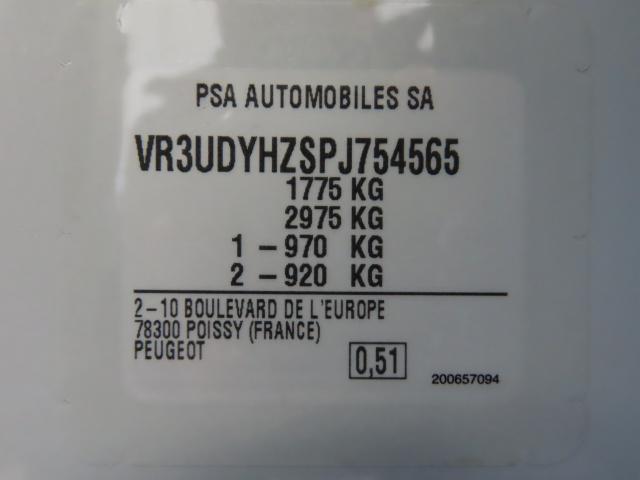 PSA AUTOMOBILES SA
VR3UDYHZSPJ754565
1775 KG
2975 KG
1 – 970 KG
2 – 920 KG
2–10 BOULEVARD DE L'EUROPE
78300 POISSY (FRANCE)
PEUGEOT
0,51
200657094